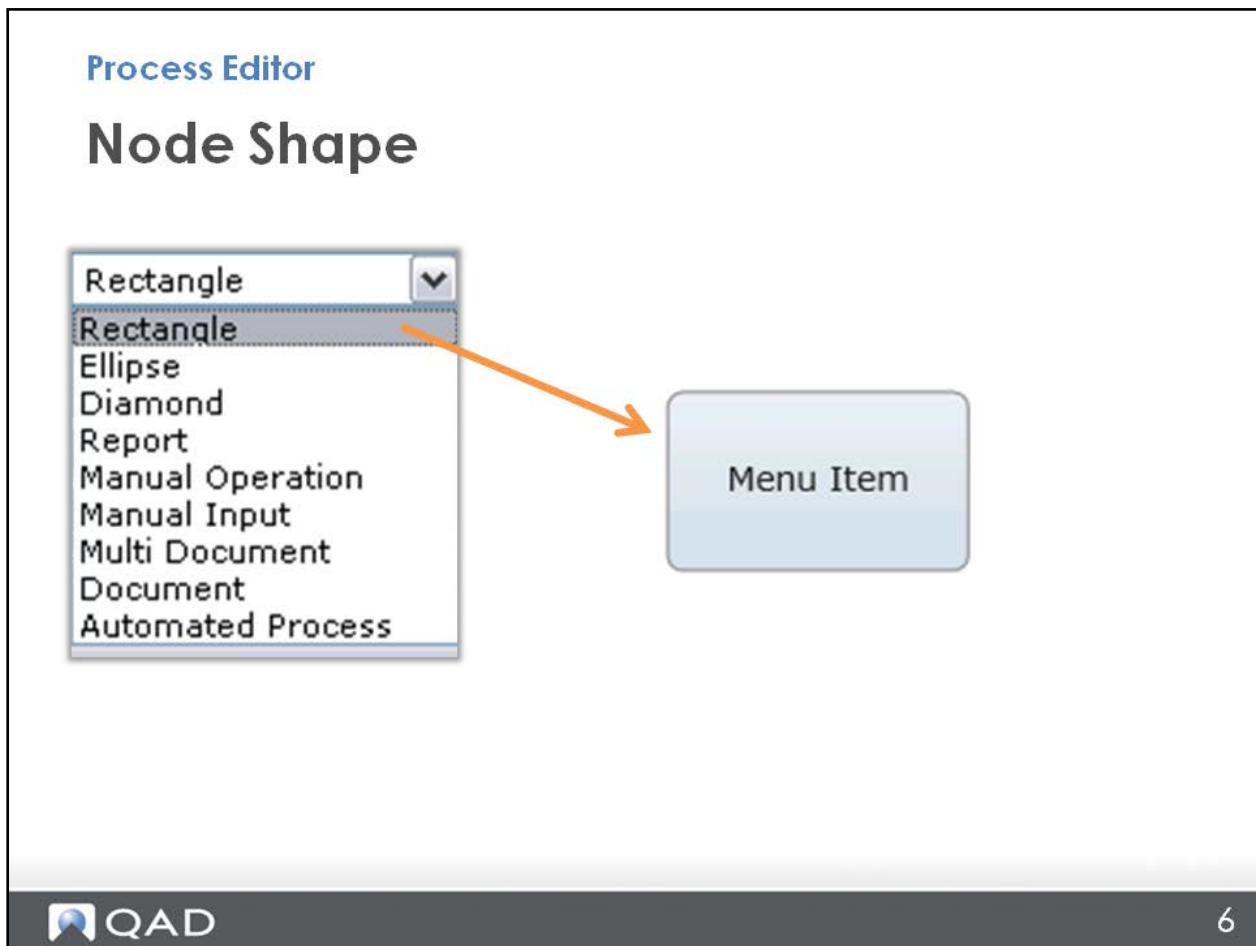 Process Editor
Node Shape
Rectangle
Rectangle
Ellipse
Diamond
Report
Manual Operation
Manual Input
Multi Document
Document
Automated Process
Menu Item
QAD
6